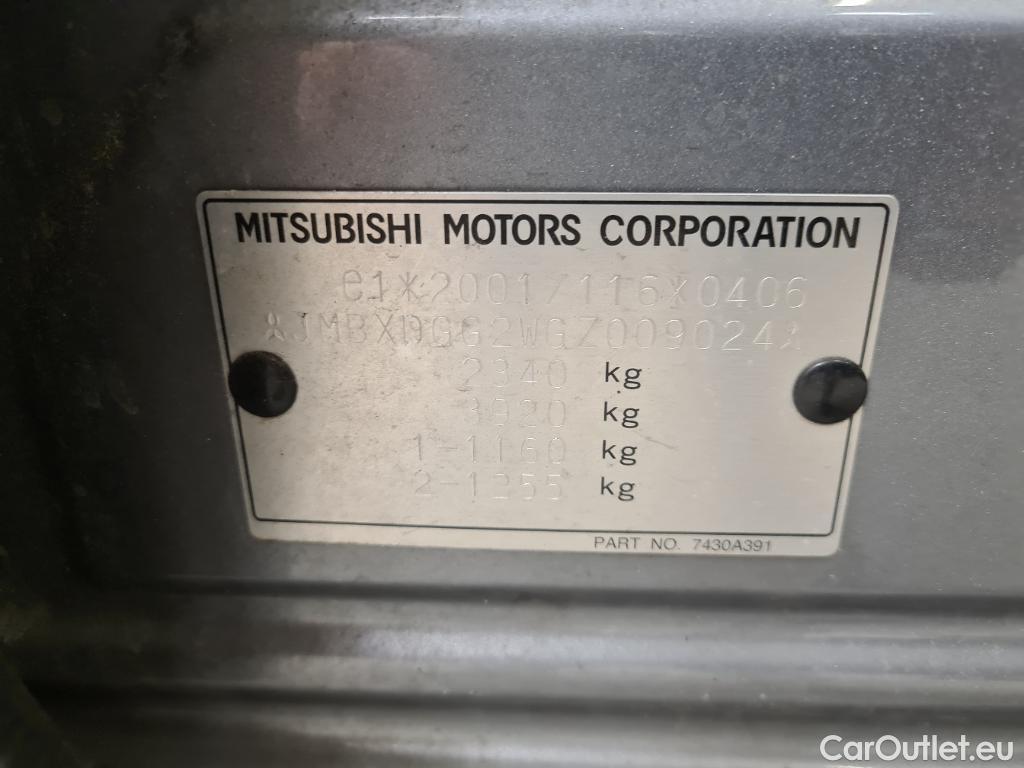 MITSUBISHI MOTORS CORPORATION
e1*2001/116*0406
*JMBXDGG2WGZ009024*
2340 kg
3920 kg
1-1160 kg
2-1255 kg
PART NO. 7430A391
CarOutlet.eu